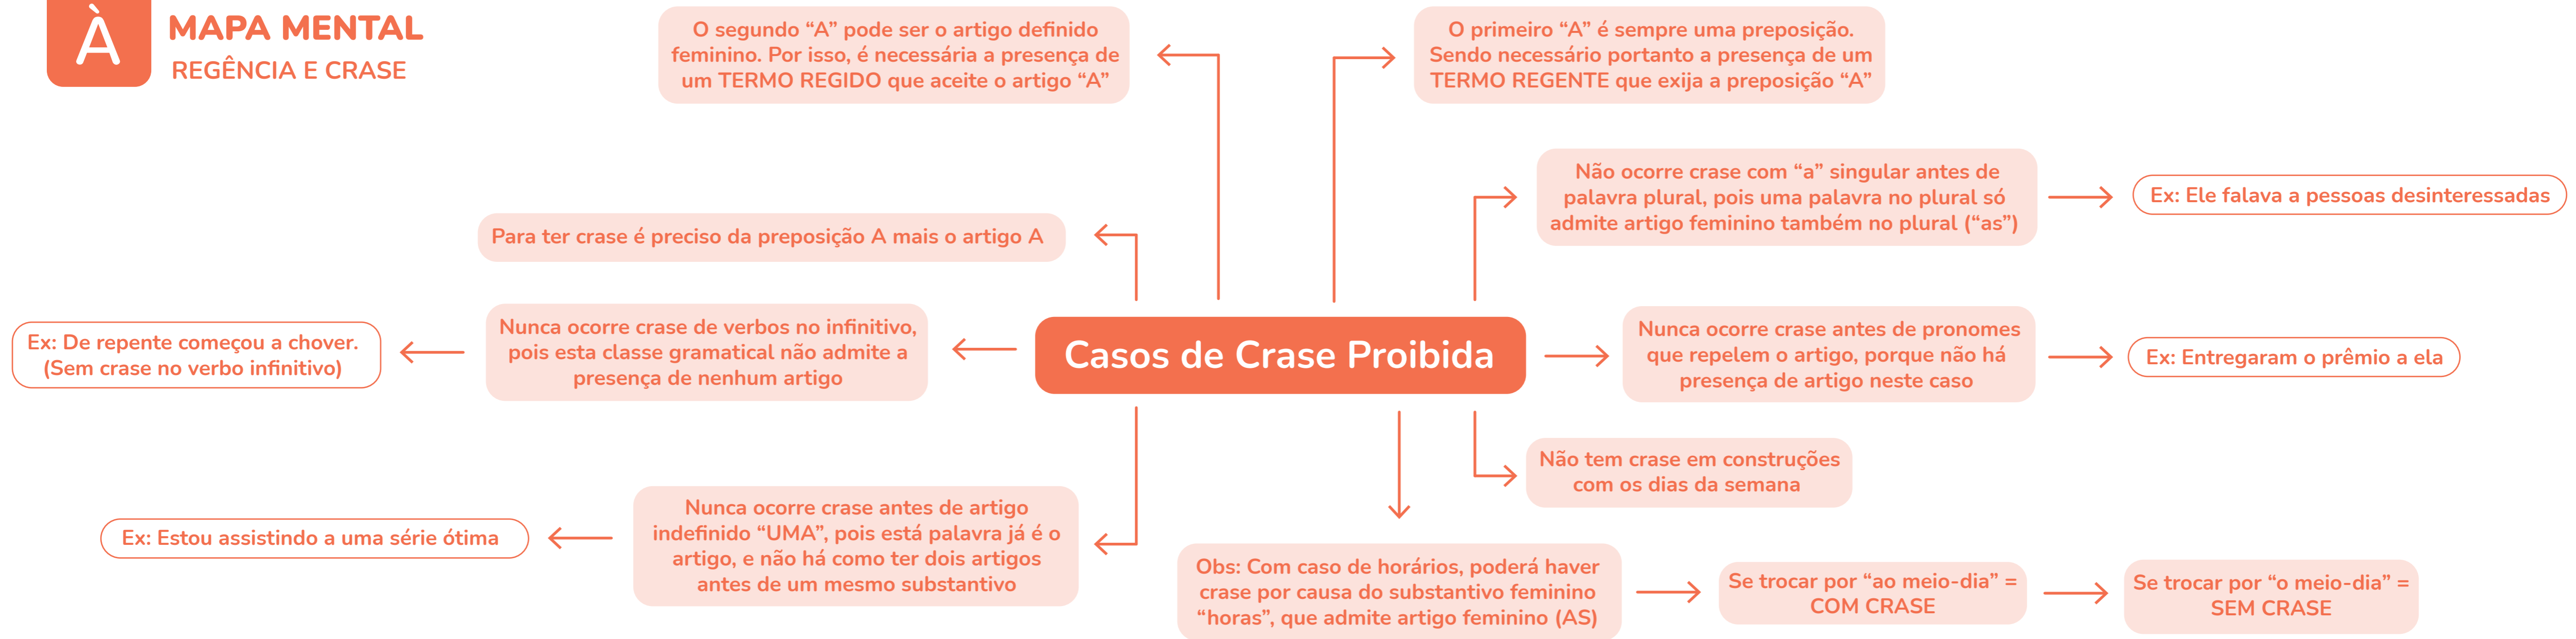 À
MAPA MENTAL
REGÊNCIA E CRASE
O segundo “A” pode ser o artigo definido
feminino. Por isso, é necessária a presença de
um TERMO REGIDO que aceite o artigo “A”
O primeiro “A” é sempre uma preposição.
Sendo necessário portanto a presença de um
TERMO REGENTE que exija a preposição “A”
Não ocorre crase com “a” singular antes de
palavra plural, pois uma palavra no plural só
admite artigo feminino também no plural (“as”)
Ex: Ele falava a pessoas desinteressadas
Para ter crase é preciso da preposição A mais o artigo A
Nunca ocorre crase de verbos no infinitivo,
pois esta classe gramatical não admite a
presença de nenhum artigo
Ex: De repente começou a chover.
(Sem crase no verbo infinitivo)
Casos de Crase Proibida
Nunca ocorre crase antes de pronomes
que repelem o artigo, porque não há
presença de artigo neste caso
Ex: Entregaram o prêmio a ela
Não tem crase em construções
com os dias da semana
Nunca ocorre crase antes de artigo
indefinido “UMA”, pois está palavra já é o
artigo, e não há como ter dois artigos
antes de um mesmo substantivo
Ex: Estou assistindo a uma série ótima
Obs: Com caso de horários, poderá haver
crase por causa do substantivo feminino
“horas”, que admite artigo feminino (AS)
Se trocar por “ao meio-dia” =
COM CRASE
Se trocar por “o meio-dia” =
SEM CRASE